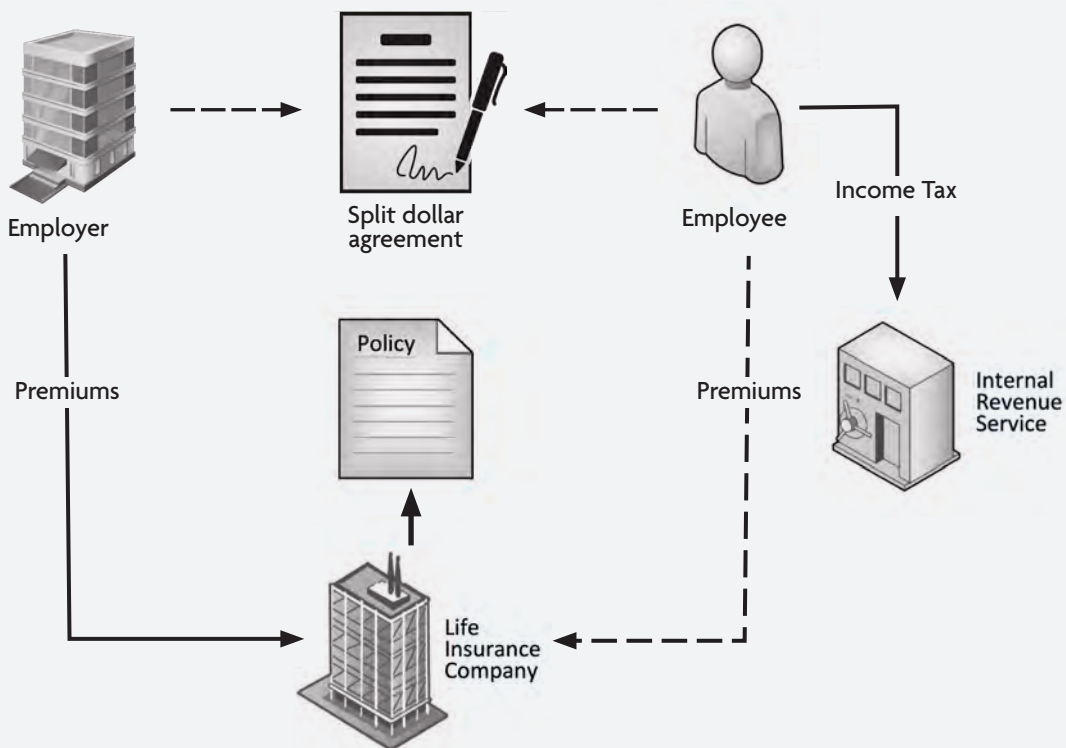 Employer
Split dollar
agreement
Employee
Income Tax
Policy
Premiums
Premiums
Internal
Revenue
Service
Life
Insurance
Company